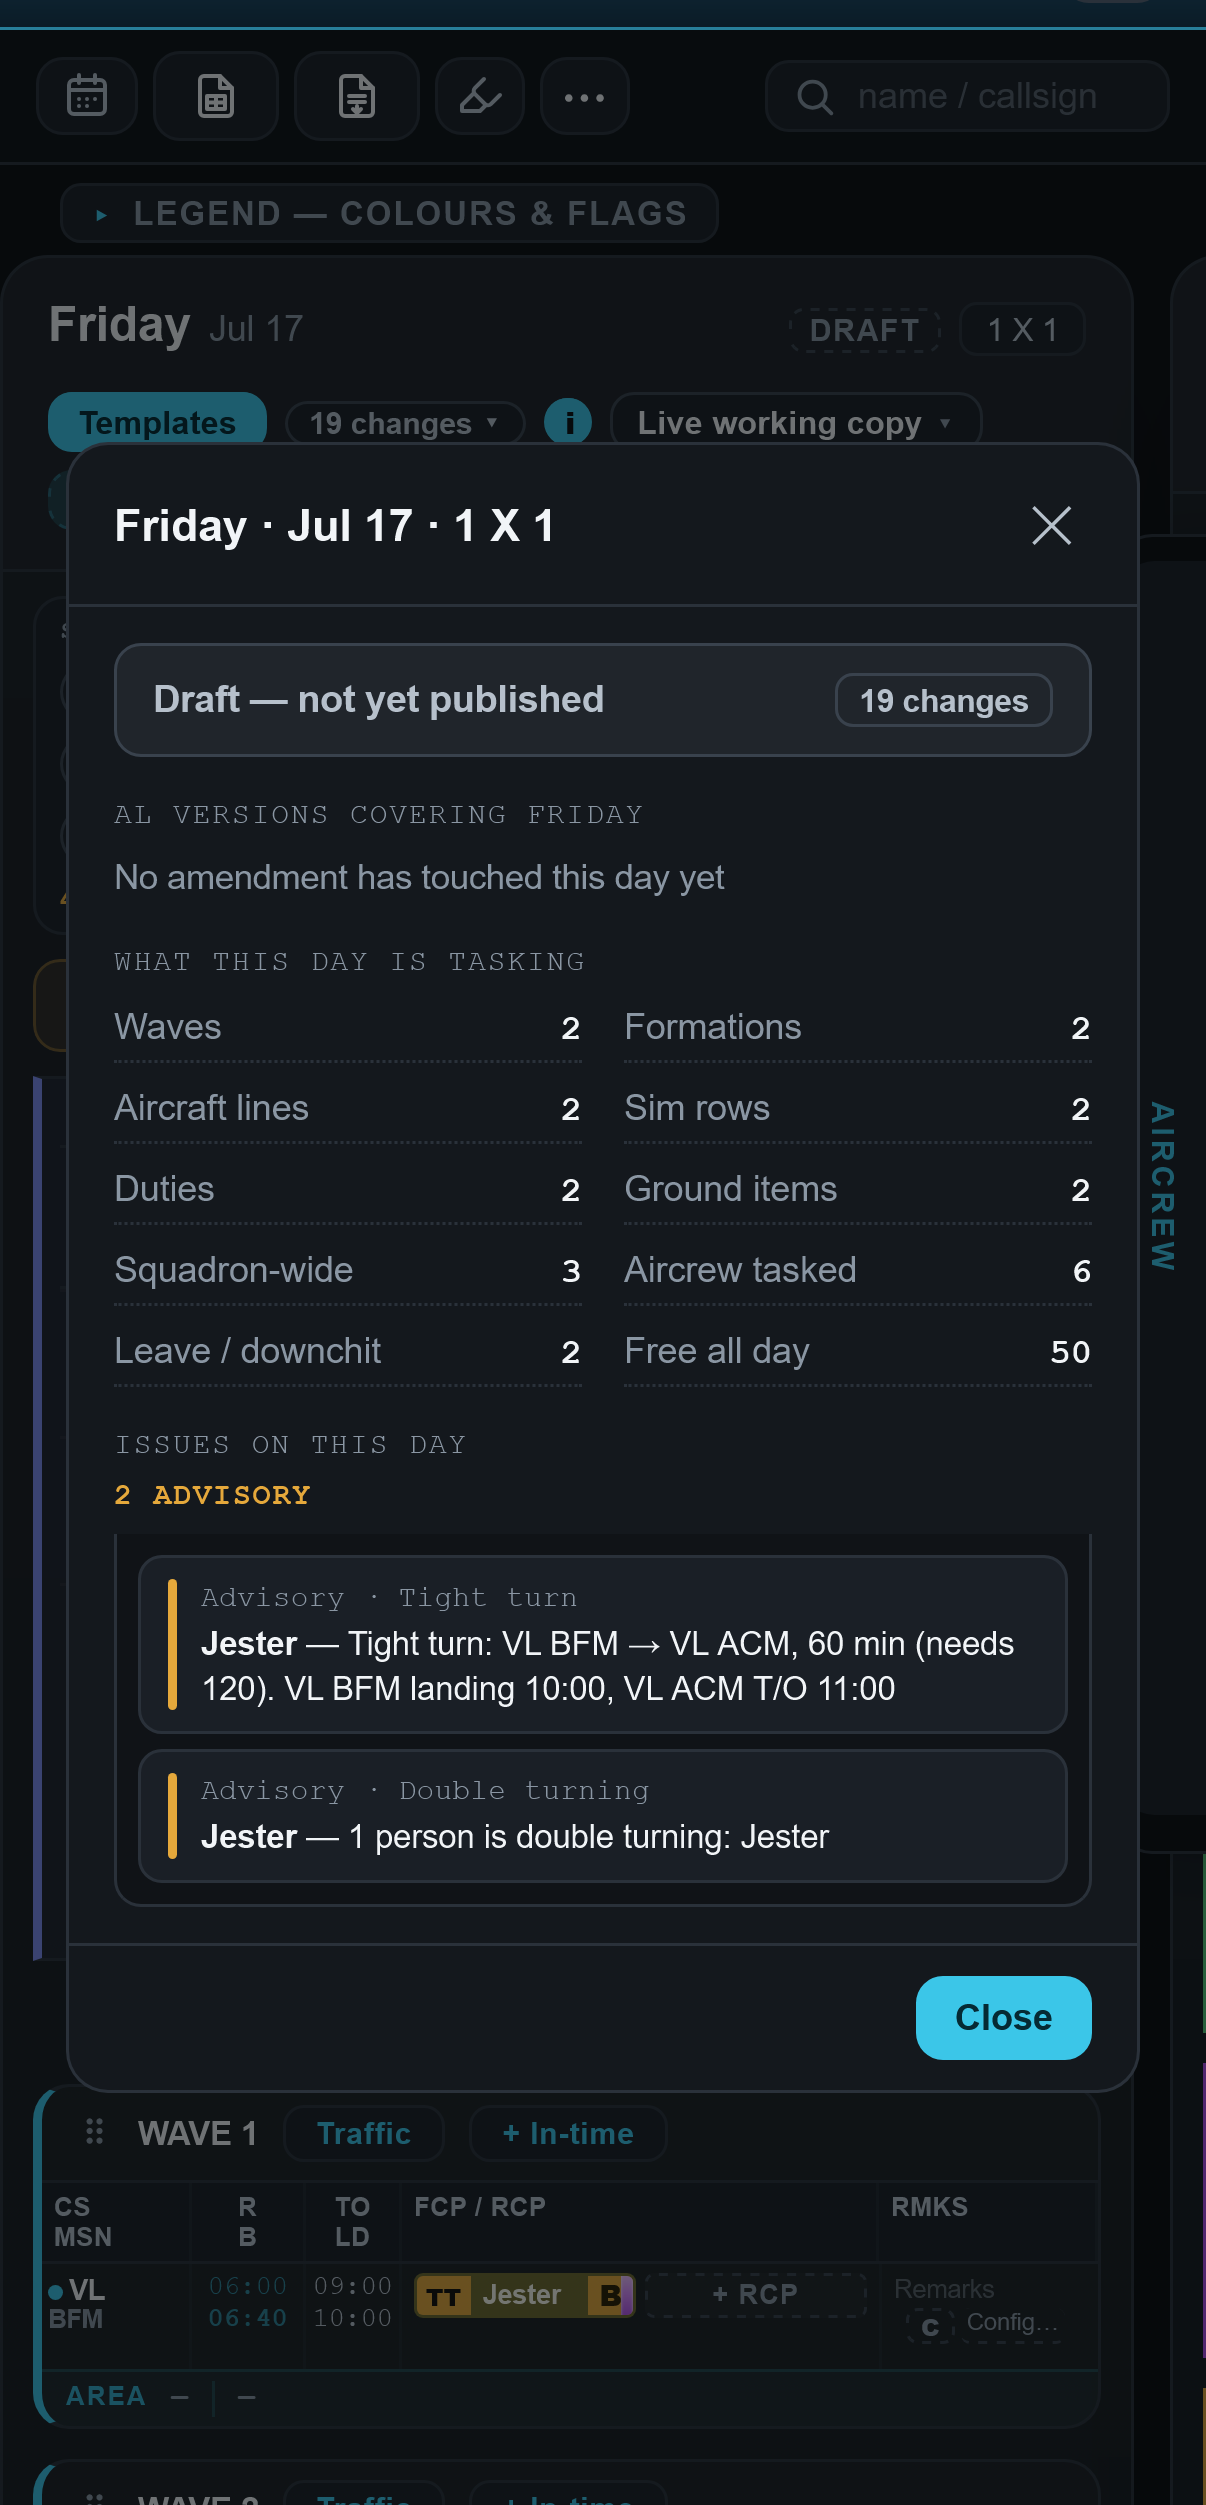 name / callsign
▸ LEGEND — COLOURS & FLAGS
Friday Jul 17
DRAFT
1 X 1
Templates
19 changes ▾
i
Live working copy ▾
Friday · Jul 17 · 1 X 1
Draft — not yet published
19 changes
AL VERSIONS COVERING FRIDAY
No amendment has touched this day yet
WHAT THIS DAY IS TASKING
Waves 2
Formations 2
Aircraft lines 2
Sim rows 2
Duties 2
Ground items 2
Squadron-wide 3
Aircrew tasked 6
Leave / downchit 2
Free all day 50
AIRCREW
ISSUES ON THIS DAY
2 ADVISORY
Advisory · Tight turn
Jester — Tight turn: VL BFM → VL ACM, 60 min (needs
120). VL BFM landing 10:00, VL ACM T/O 11:00
Advisory · Double turning
Jester — 1 person is double turning: Jester
Close
WAVE 1
Traffic
+ In-time
CS R TO FCP / RCP RMKS
MSN B LD
VL 06:00 09:00 TT Jester B + RCP Remarks
BFM 06:40 10:00 C Config...
AREA — | —
WAVE 2
Traffic
+ In-time